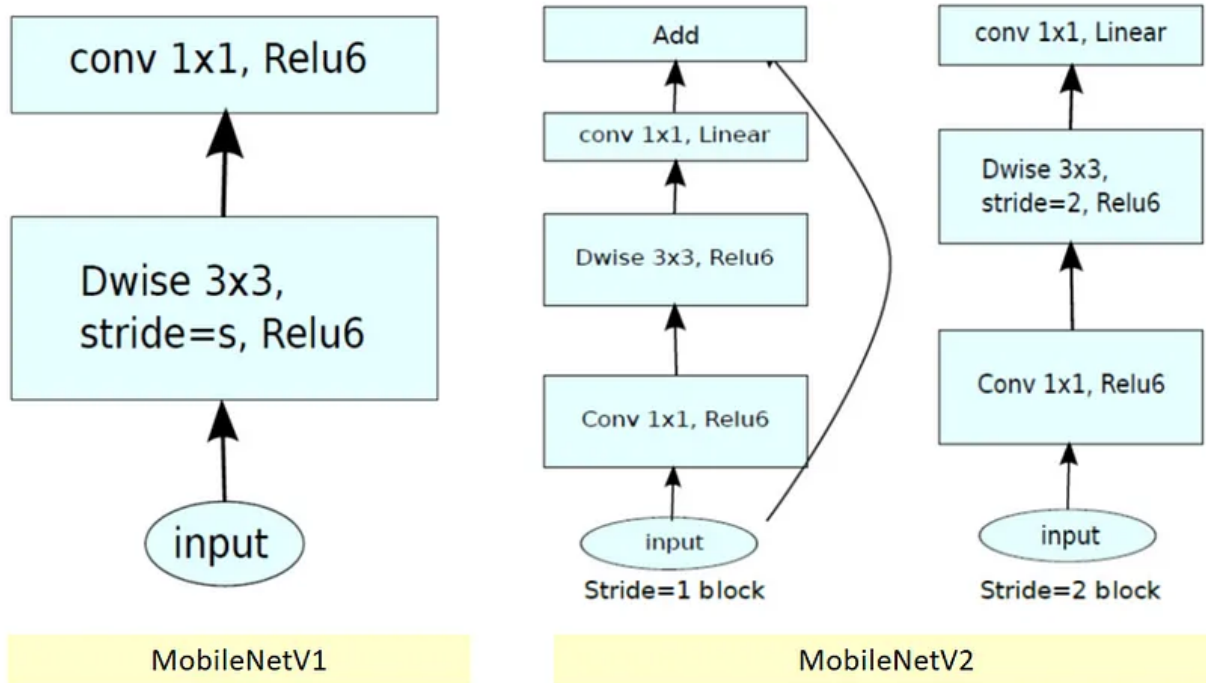 conv 1x1, Relu6
Dwise 3x3,
stride=s, Relu6
input
MobileNetV1
Add
conv 1x1, Linear
Dwise 3x3, Relu6
Conv 1x1, Relu6
input
Stride=1 block
conv 1x1, Linear
Dwise 3x3,
stride=2, Relu6
Conv 1x1, Relu6
input
Stride=2 block
MobileNetV2